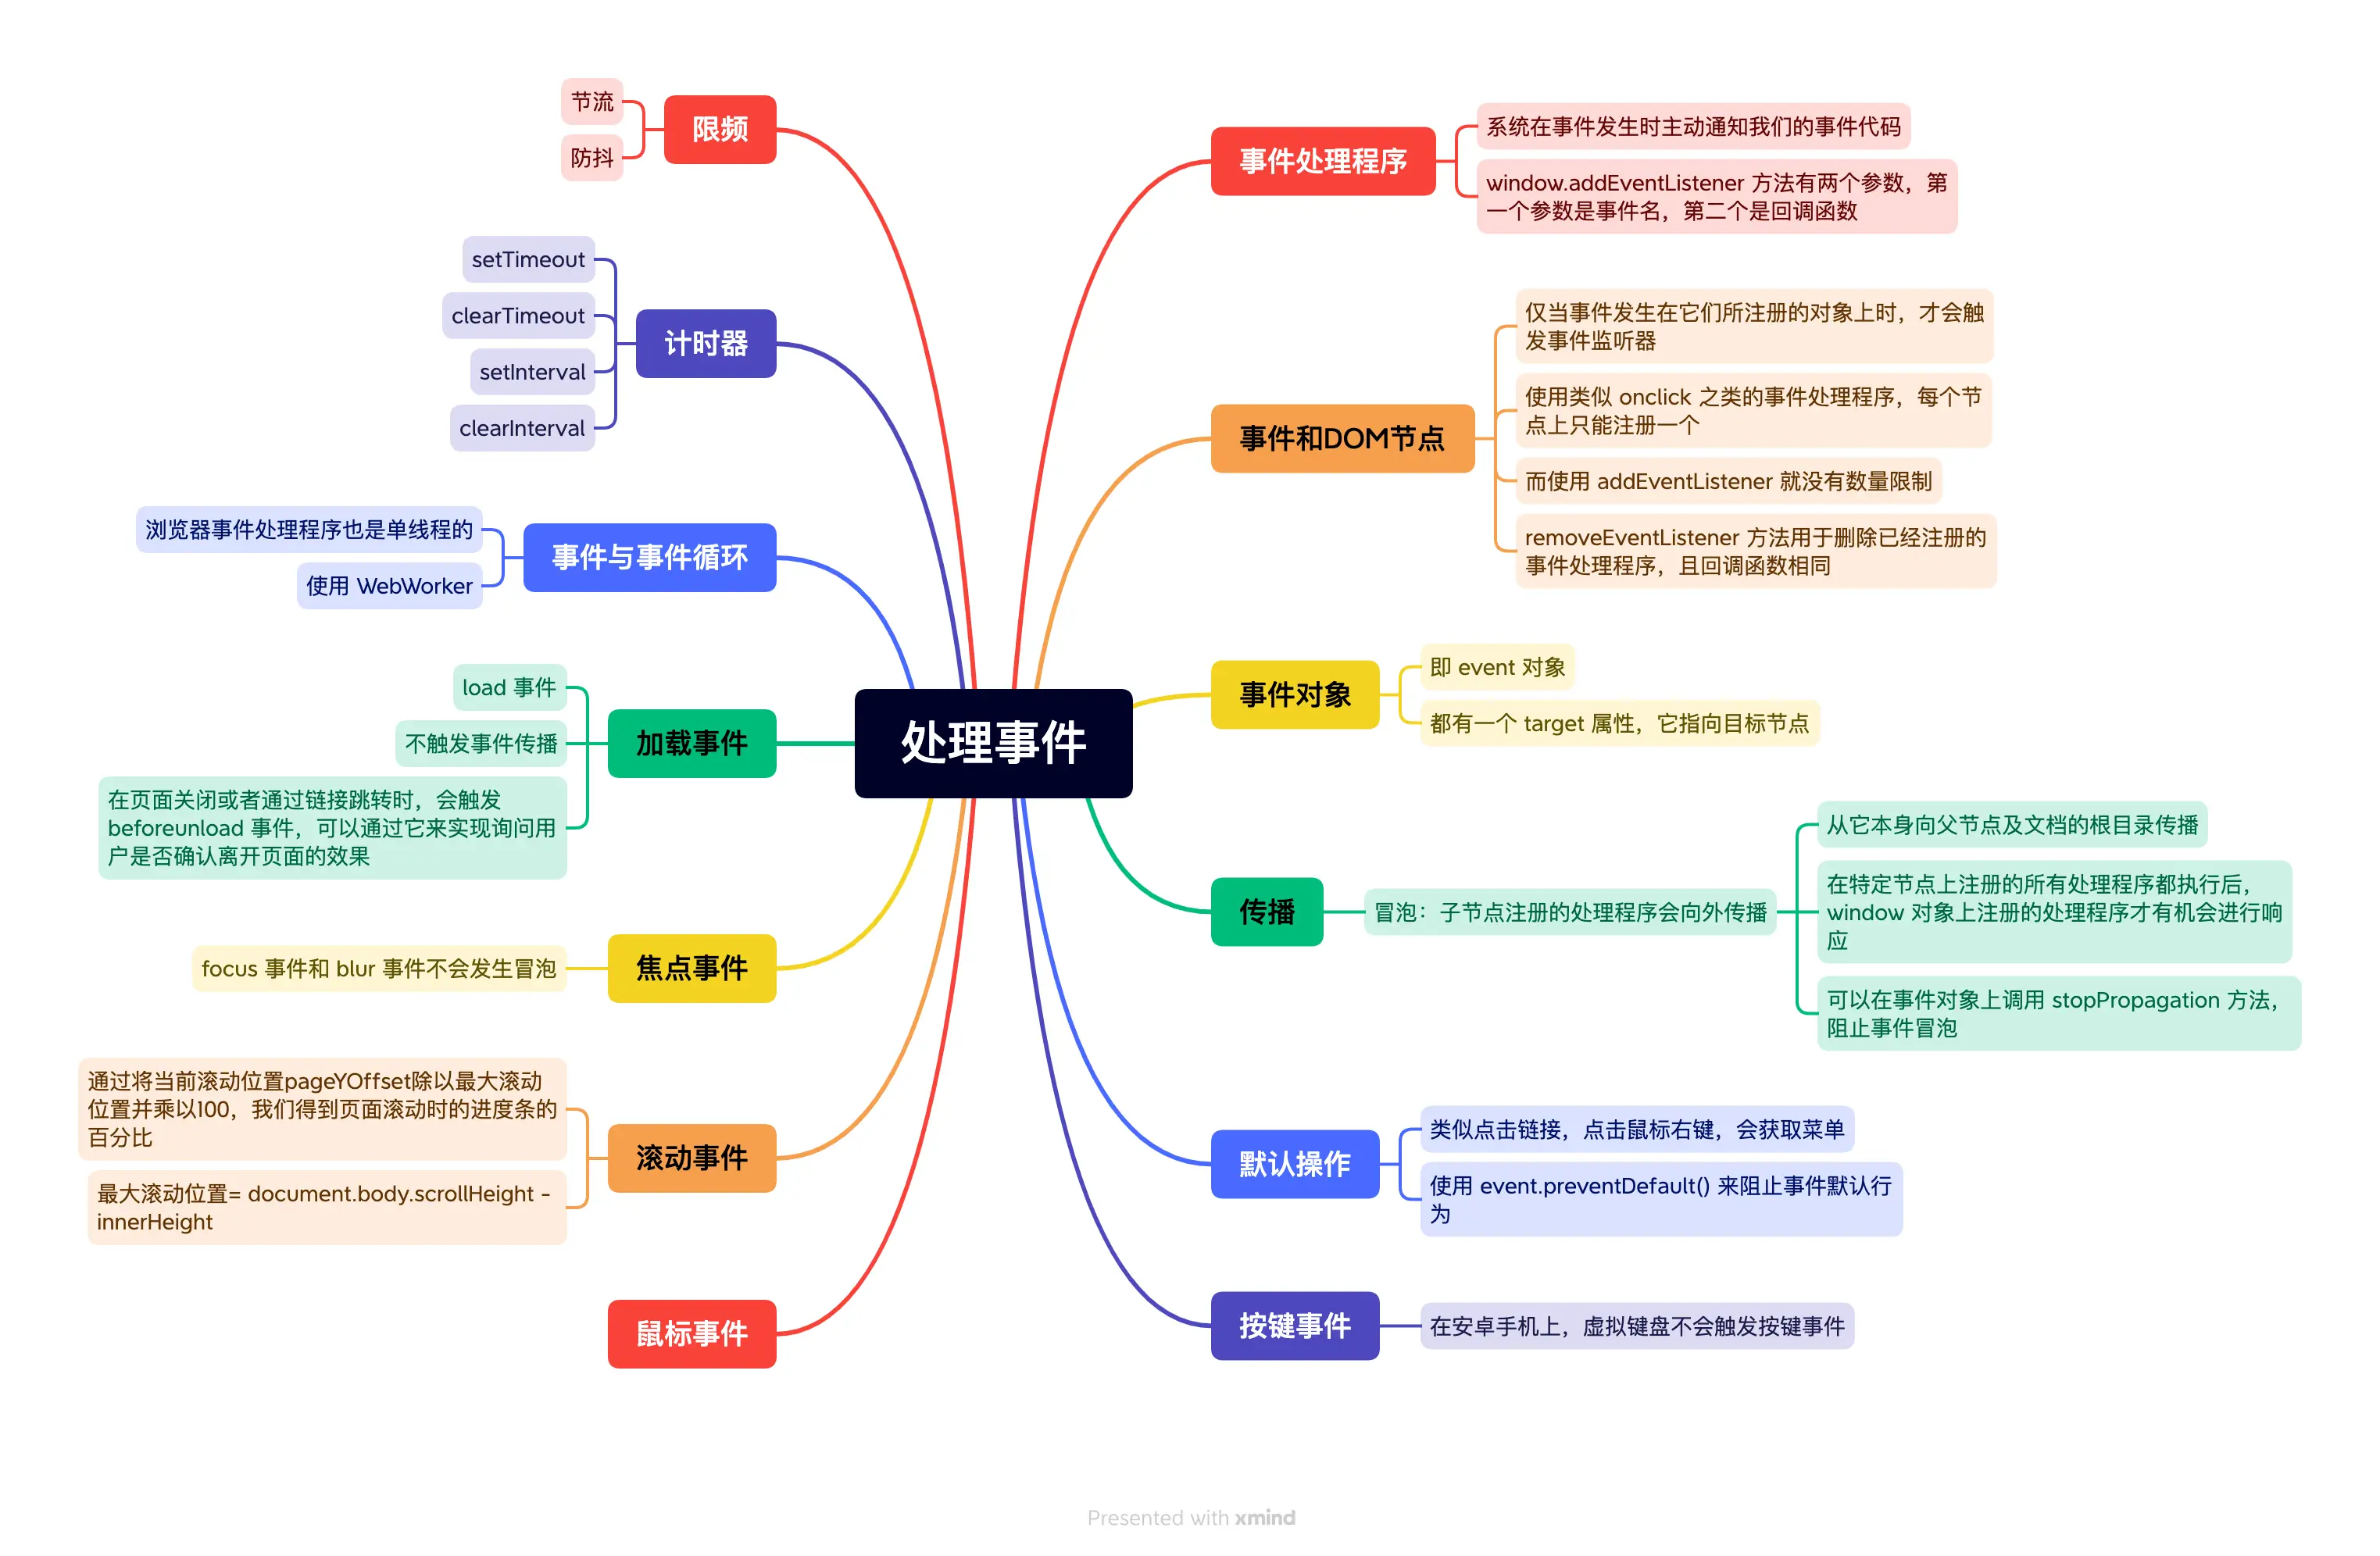 处理事件
事件处理程序
系统在事件发生时主动通知我们的事件代码
window.addEventListener 方法有两个参数，第
一个参数是事件名，第二个是回调函数
事件和DOM节点
仅当事件发生在它们所注册的对象上时，才会触
发事件监听器
使用类似 onclick 之类的事件处理程序，每个节
点上只能注册一个
而使用 addEventListener 就没有数量限制
removeEventListener 方法用于删除已经注册的
事件处理程序，且回调函数相同
事件对象
即 event 对象
都有一个 target 属性，它指向目标节点
传播
冒泡：子节点注册的处理程序会向外传播
从它本身向父节点及文档的根目录传播
在特定节点上注册的所有处理程序都执行后，
window 对象上注册的处理程序才有机会进行响
应
可以在事件对象上调用 stopPropagation 方法，
阻止事件冒泡
默认操作
类似点击链接，点击鼠标右键，会获取菜单
使用 event.preventDefault() 来阻止事件默认行
为
按键事件
在安卓手机上，虚拟键盘不会触发按键事件
鼠标事件
滚动事件
通过将当前滚动位置pageYOffset除以最大滚动
位置并乘以100，我们得到页面滚动时的进度条的
百分比
最大滚动位置= document.body.scrollHeight -
innerHeight
焦点事件
focus 事件和 blur 事件不会发生冒泡
加载事件
load 事件
不触发事件传播
在页面关闭或者通过链接跳转时，会触发
beforeunload 事件，可以通过它来实现询问用
户是否确认离开页面的效果
事件与事件循环
浏览器事件处理程序也是单线程的
使用 WebWorker
计时器
setTimeout
clearTimeout
setInterval
clearInterval
限频
节流
防抖
Presented with xmind